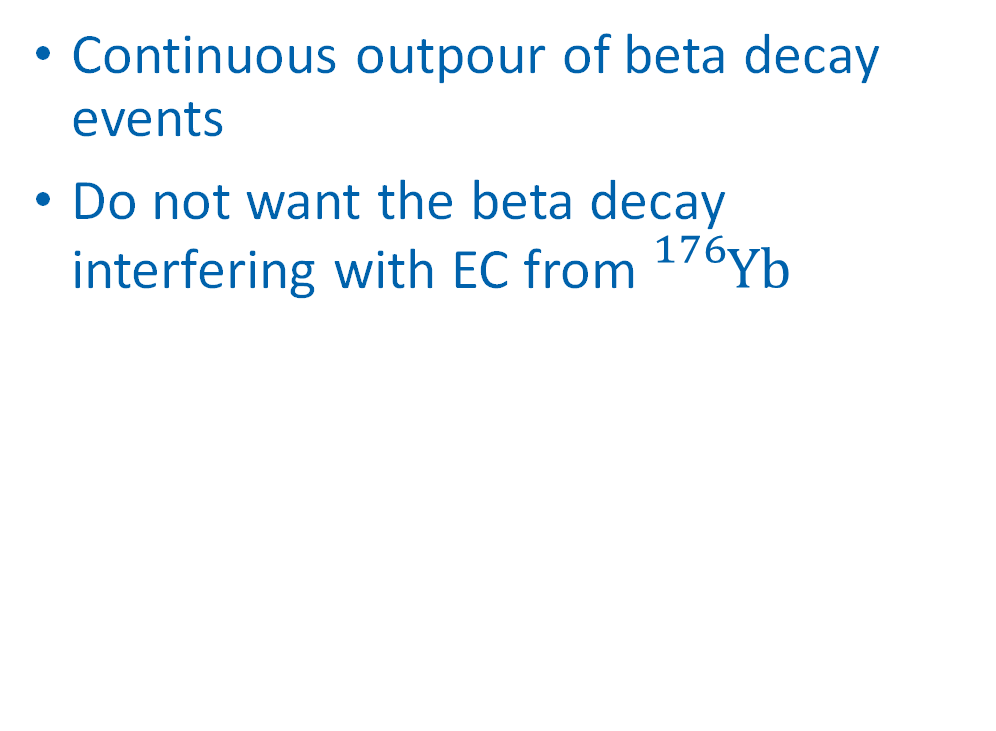 • Continuous outpour of beta decay
events
• Do not want the beta decay
interfering with EC from ¹⁷⁶Yb